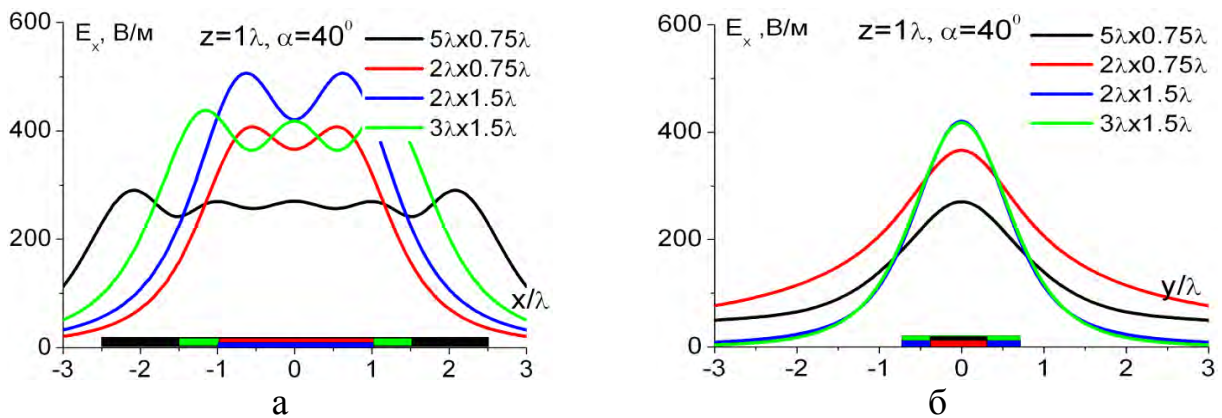 600
E_x, В/м
z=1λ, α=40⁰
5λx0.75λ
2λx0.75λ
2λx1.5λ
3λx1.5λ
400
200
x/λ
0
-3 -2 -1 0 1 2 3
а
600
E_x ,В/м
z=1λ, α=40⁰
5λx0.75λ
2λx0.75λ
2λx1.5λ
3λx1.5λ
400
200
y/λ
0
-3 -2 -1 0 1 2 3
б